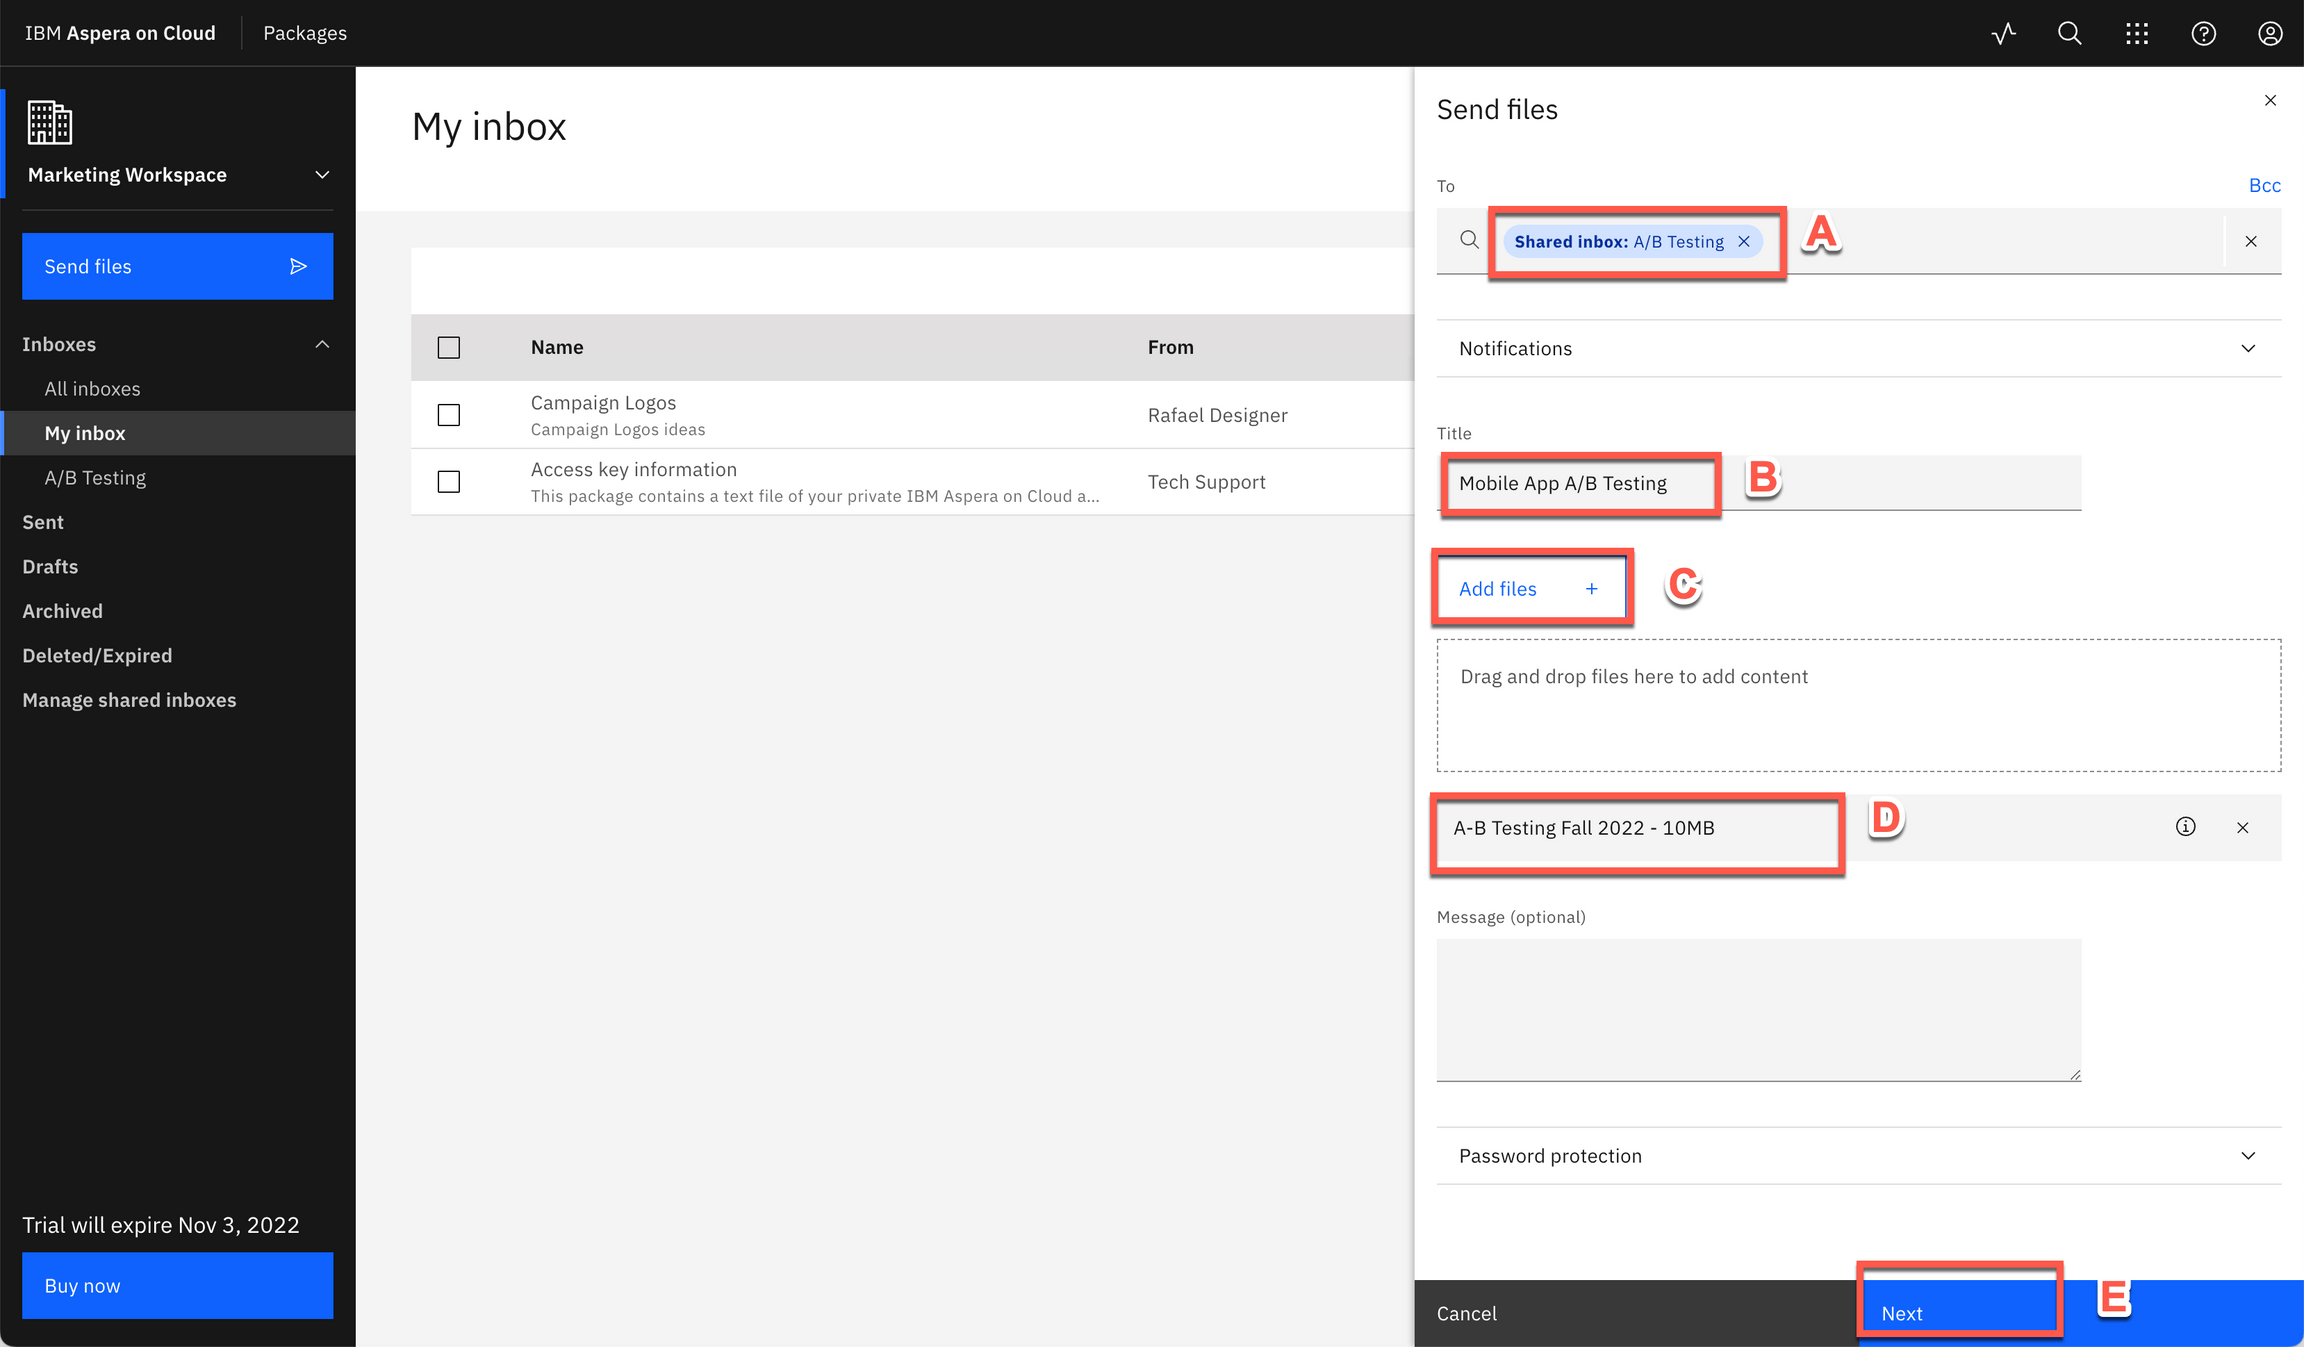 IBM Aspera on Cloud
Packages
Marketing Workspace
Send files
Inboxes
All inboxes
My inbox
A/B Testing
Sent
Drafts
Archived
Deleted/Expired
Manage shared inboxes
Trial will expire Nov 3, 2022
Buy now
My inbox
Name From
Campaign Logos
Campaign Logos ideas
Rafael Designer
Access key information
This package contains a text file of your private IBM Aspera on Cloud a...
Tech Support
Send files
To Bcc
Shared inbox: A/B Testing
A
Notifications
Title
Mobile App A/B Testing
B
Add files +
C
Drag and drop files here to add content
A-B Testing Fall 2022 - 10MB
D
Message (optional)
Password protection
Cancel
Next
E